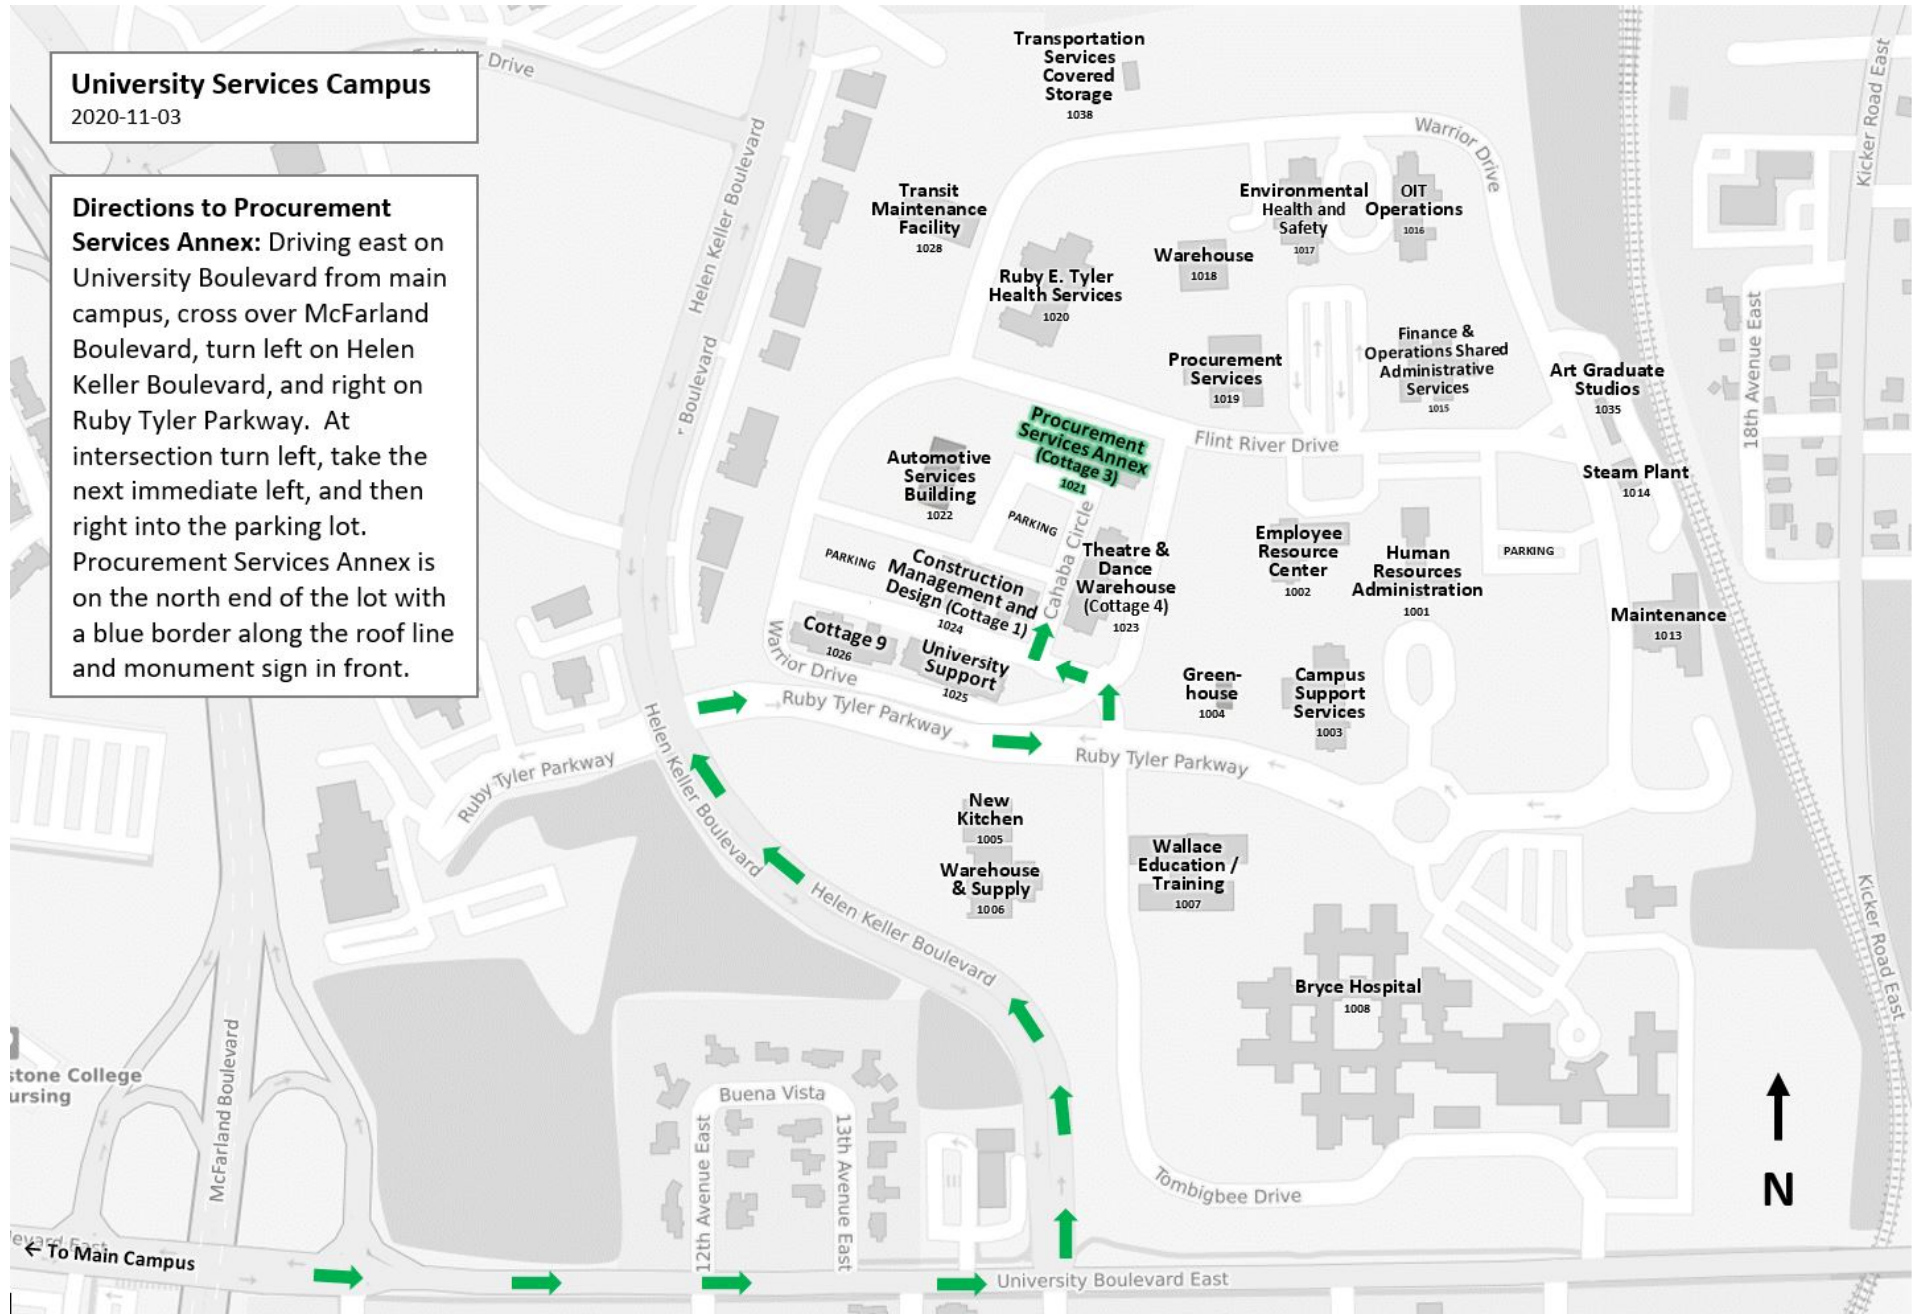 University Services Campus
2020-11-03
Directions to Procurement
Services Annex: Driving east on
University Boulevard from main
campus, cross over McFarland
Boulevard, turn left on Helen
Keller Boulevard, and right on
Ruby Tyler Parkway. At
intersection turn left, take the
next immediate left, and then
right into the parking lot.
Procurement Services Annex is
on the north end of the lot with
a blue border along the roof line
and monument sign in front.
Drive
Transportation
Services
Covered
Storage
1038
Warrior Drive
Kicker Road East
Helen Keller Boulevard
Boulevard
Transit
Maintenance
Facility
1028
Environmental
Health and
Safety
1017
OIT
Operations
1016
Warehouse
1018
Ruby E. Tyler
Health Services
1020
Procurement
Services
1019
Finance &
Operations Shared
Administrative
Services
1015
Art Graduate
Studios
1035
18th Avenue East
Flint River Drive
Procurement
Services Annex
(Cottage 3)
1021
Automotive
Services
Building
1022
Steam Plant
1014
PARKING
PARKING
PARKING
Cahaba Circle
Construction
Management and
Design (Cottage 1)
1024
Theatre &
Dance
Warehouse
(Cottage 4)
1023
Employee
Resource
Center
1002
Human
Resources
Administration
1001
Maintenance
1013
Cottage 9
1026
University
Support
1025
Warrior Drive
Green-
house
1004
Campus
Support
Services
1003
Ruby Tyler Parkway
Ruby Tyler Parkway
Ruby Tyler Parkway
Helen Keller Boulevard
New
Kitchen
1005
Warehouse
& Supply
1006
Wallace
Education /
Training
1007
Helen Keller Boulevard
Kicker Road East
Bryce Hospital
1008
stone College
ursing
McFarland Boulevard
Buena Vista
12th Avenue East
13th Avenue East
Tombigbee Drive
N
← To Main Campus
University Boulevard East